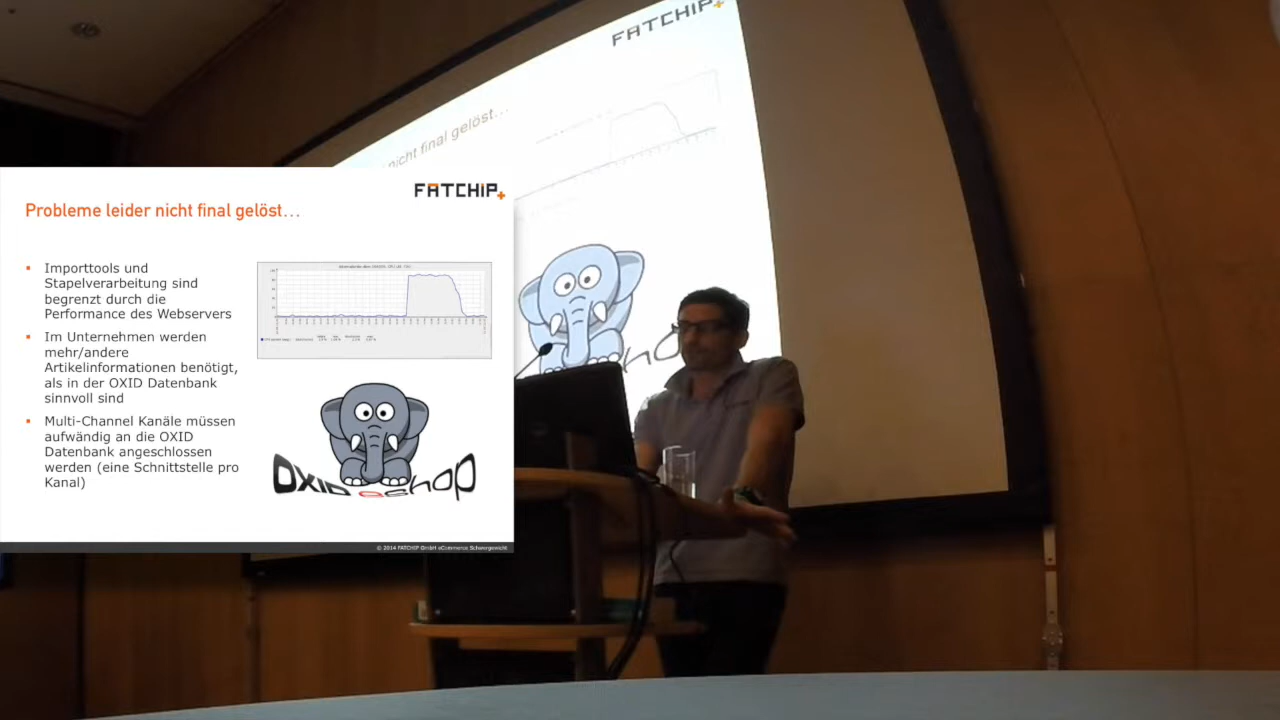 FATCHIP+
nicht final gelöst...
FATCHIP+
Probleme leider nicht final gelöst...
▪ Importtools und
Stapelverarbeitung sind
begrenzt durch die
Performance des Webservers
▪ Im Unternehmen werden
mehr/andere
Artikelinformationen benötigt,
als in der OXID Datenbank
sinnvoll sind
▪ Multi-Channel Kanäle müssen
aufwändig an die OXID
Datenbank angeschlossen
werden (eine Schnittstelle pro
Kanal)
OXID eshop
© 2014 FATCHIP GmbH eCommerce Schwergewicht